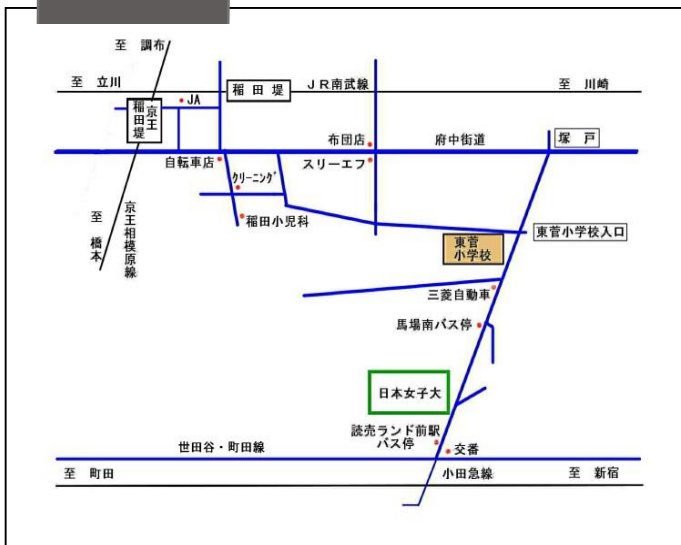 至 調布
至 立川
稲 田 堤
JR南武線
至 川崎
JA
京王
稲田堤
布団店
府中街道
塚 戸
自転車店
スリーエフ
クリーニング
稲田小児科
至 橋本
京王相模原線
東菅
小学校
東菅小学校入口
三菱自動車
馬場南バス停
日本女子大
読売ランド前駅
バス停
世田谷・町田線
交番
至 町田
小田急線
至 新宿